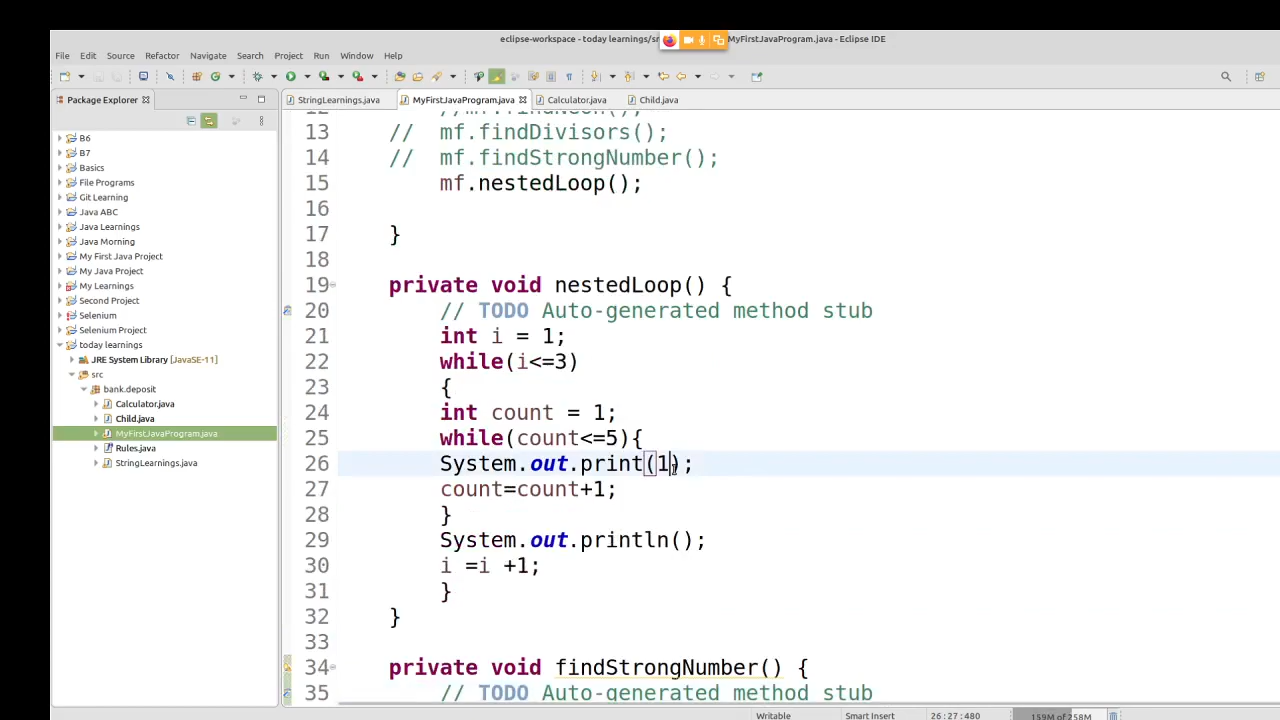 eclipse-workspace - today learnings/sr MyFirstJavaProgram.java - Eclipse IDE
File Edit Source Refactor Navigate Search Project Run Window Help
Package Explorer
StringLearnings.java MyFirstJavaProgram.java Calculator.java Child.java
B6
B7
Basics
File Programs
Git Learning
Java ABC
Java Learnings
Java Morning
My First Java Project
My Java Project
My Learnings
Second Project
Selenium
Selenium Project
today learnings
JRE System Library [JavaSE-11]
src
bank.deposit
Calculator.java
Child.java
MyFirstJavaProgram.java
Rules.java
StringLearnings.java
12 //mf.findNeon();
13 // mf.findDivisors();
14 // mf.findStrongNumber();
15 mf.nestedLoop();
16
17 }
18
19 private void nestedLoop() {
20 // TODO Auto-generated method stub
21 int i = 1;
22 while(i<=3)
23 {
24 int count = 1;
25 while(count<=5){
26 System.out.print(1);
27 count=count+1;
28 }
29 System.out.println();
30 i =i +1;
31 }
32 }
33
34 private void findStrongNumber() {
35 // TODO Auto-generated method stub
Writable Smart Insert 26:27:480 159M of 258M